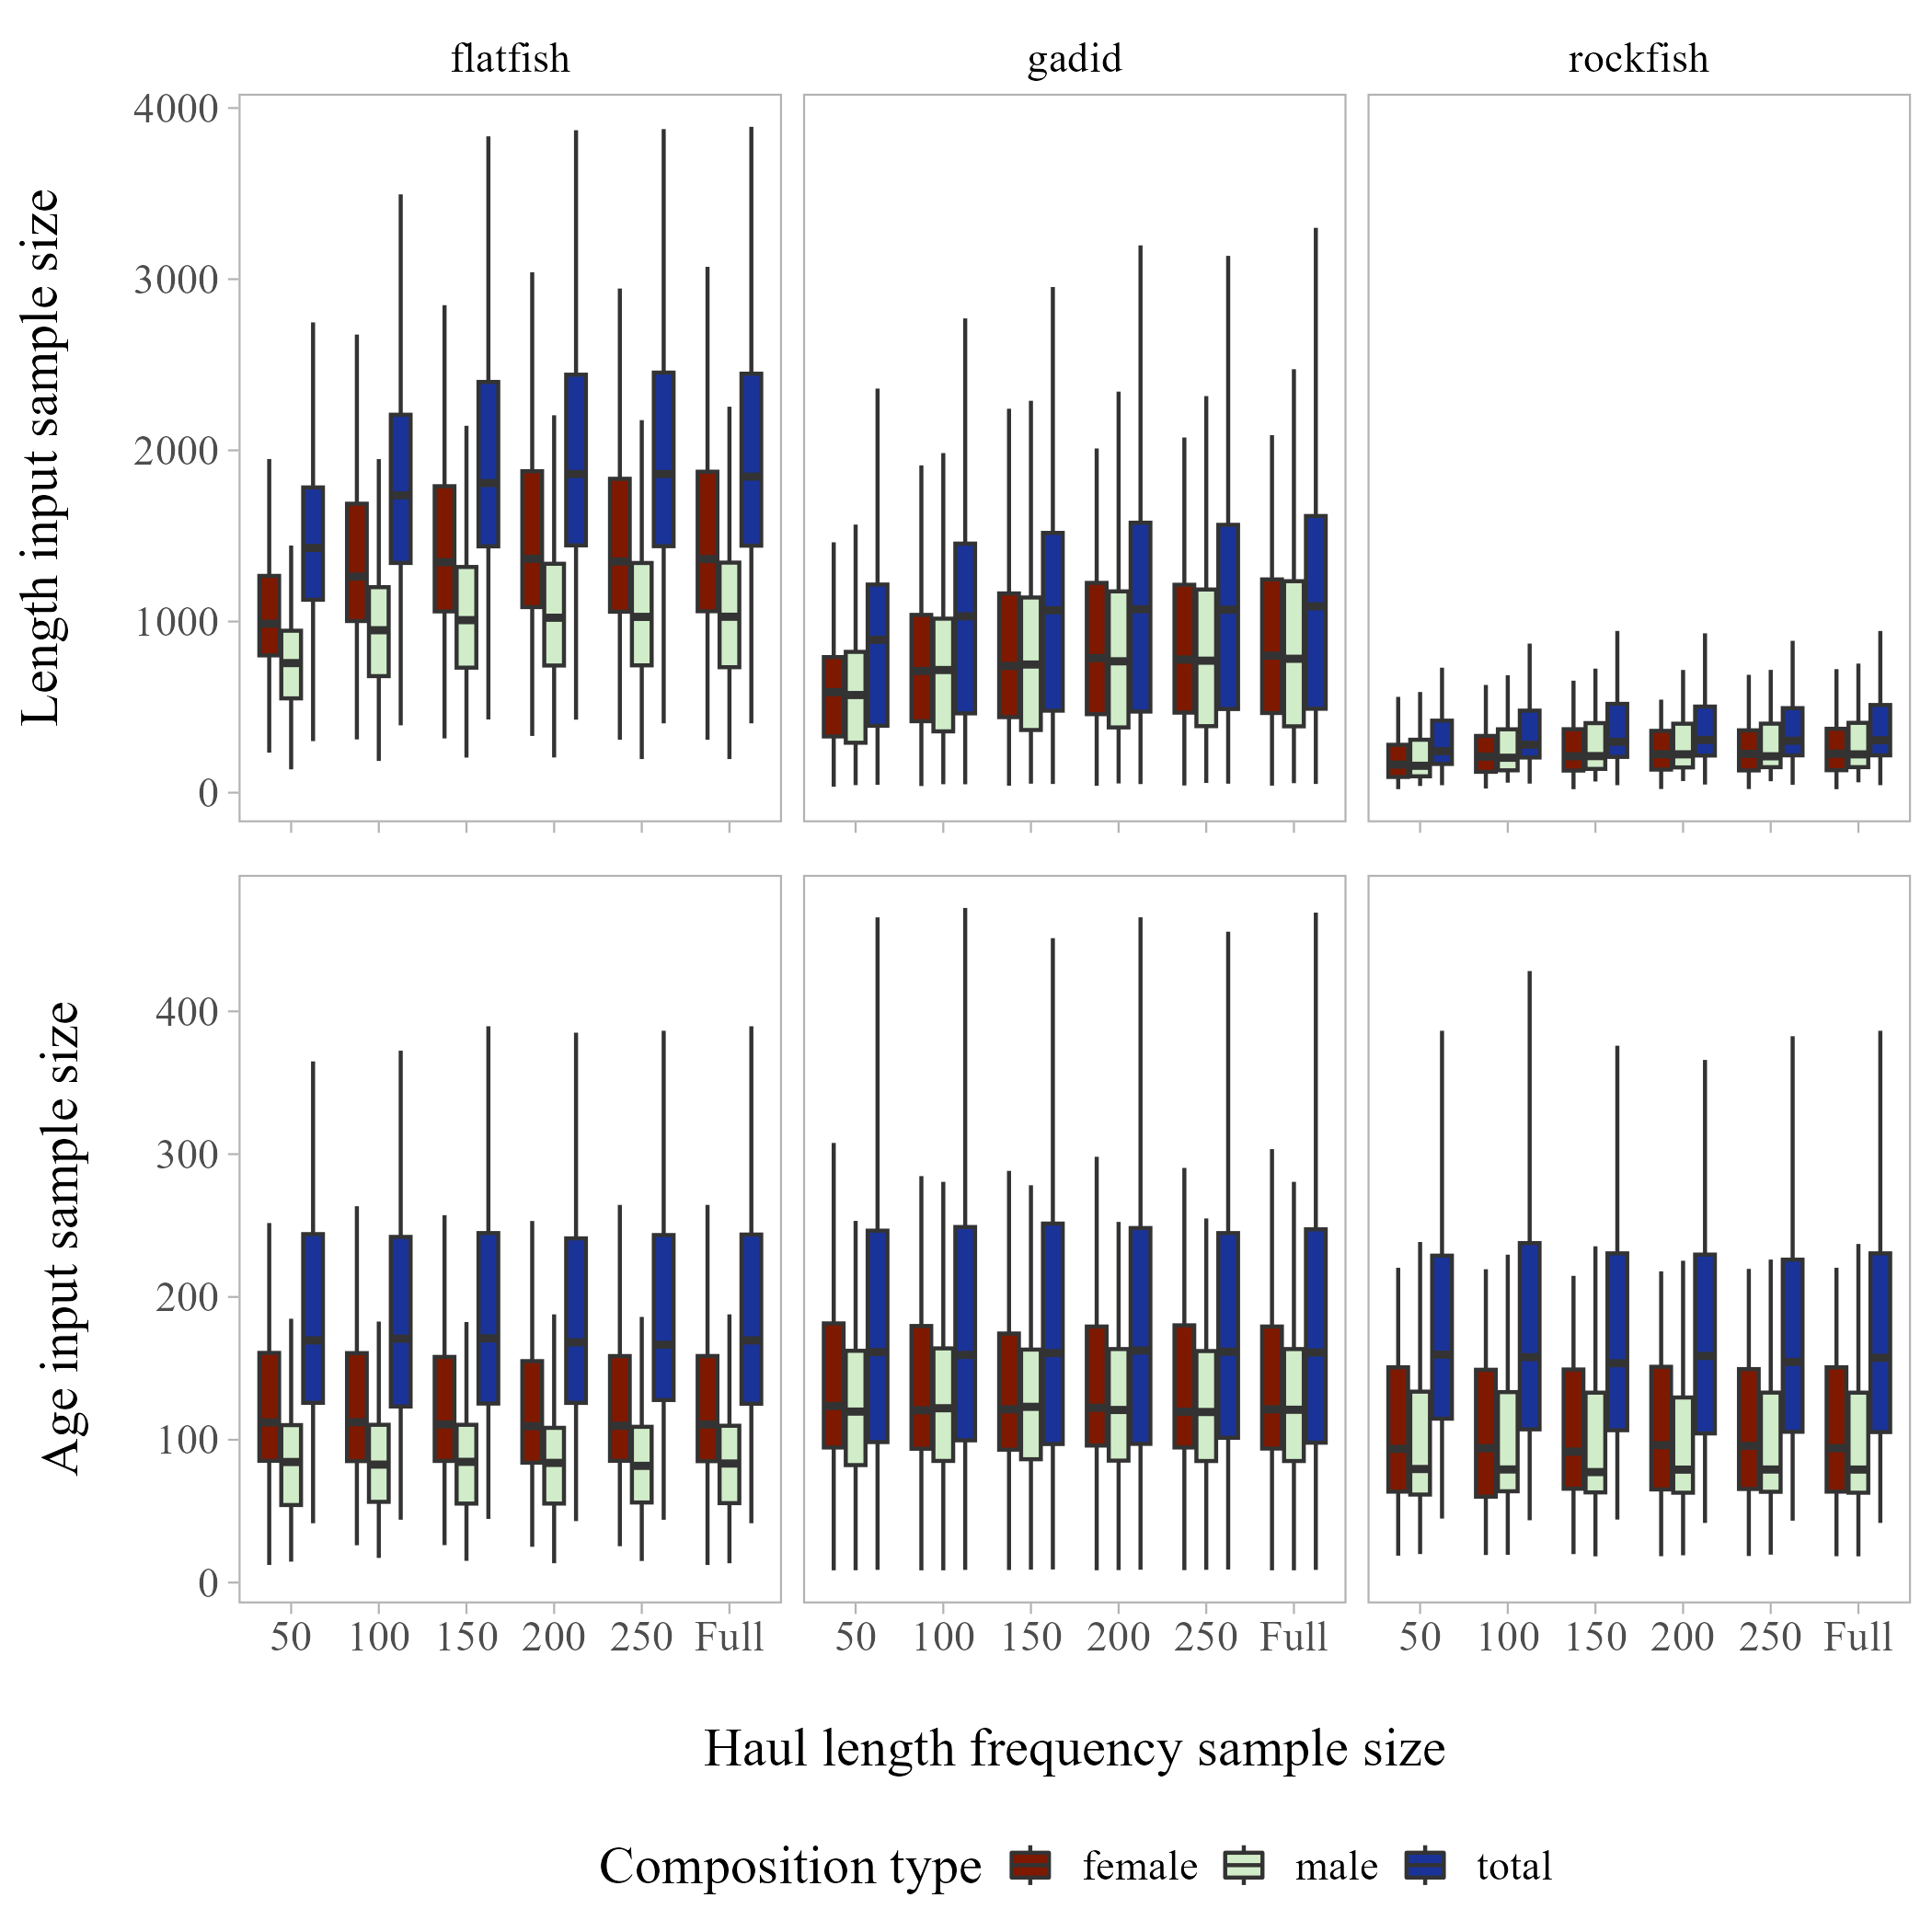 flatfish gadid rockfish
Length input sample size
4000
3000
2000
1000
0
Age input sample size
400
300
200
100
0
50 100 150 200 250 Full 50 100 150 200 250 Full 50 100 150 200 250 Full
Haul length frequency sample size
Composition type female male total